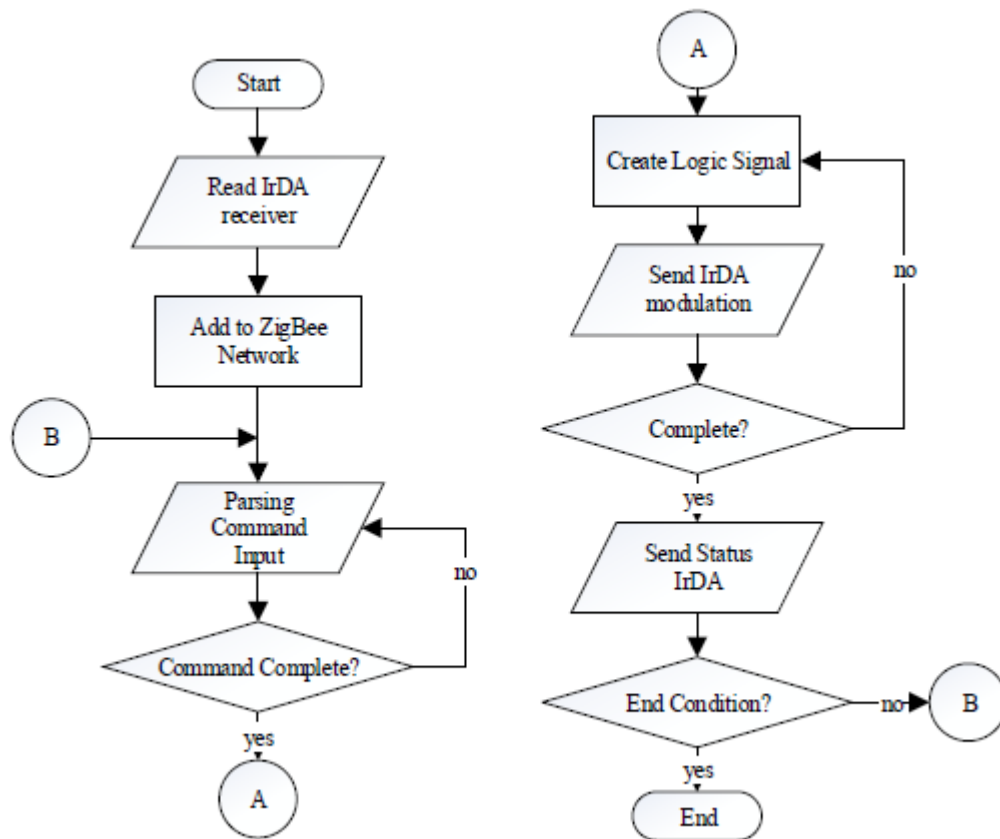 Start
Read IrDA
receiver
Add to ZigBee
Network
B
Parsing
Command
Input
no
Command Complete?
yes
A
A
Create Logic Signal
Send IrDA
modulation
no
Complete?
yes
Send Status
IrDA
End Condition?
no
B
yes
End